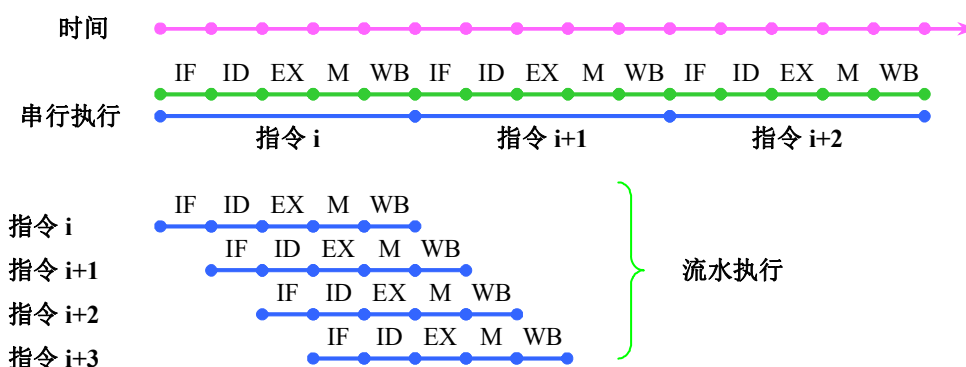 时间
IF ID EX M WB IF ID EX M WB IF ID EX M WB
串行执行
指令 i 指令 i+1 指令 i+2
IF ID EX M WB
指令 i
IF ID EX M WB
指令 i+1
流水执行
IF ID EX M WB
指令 i+2
IF ID EX M WB
指令 i+3